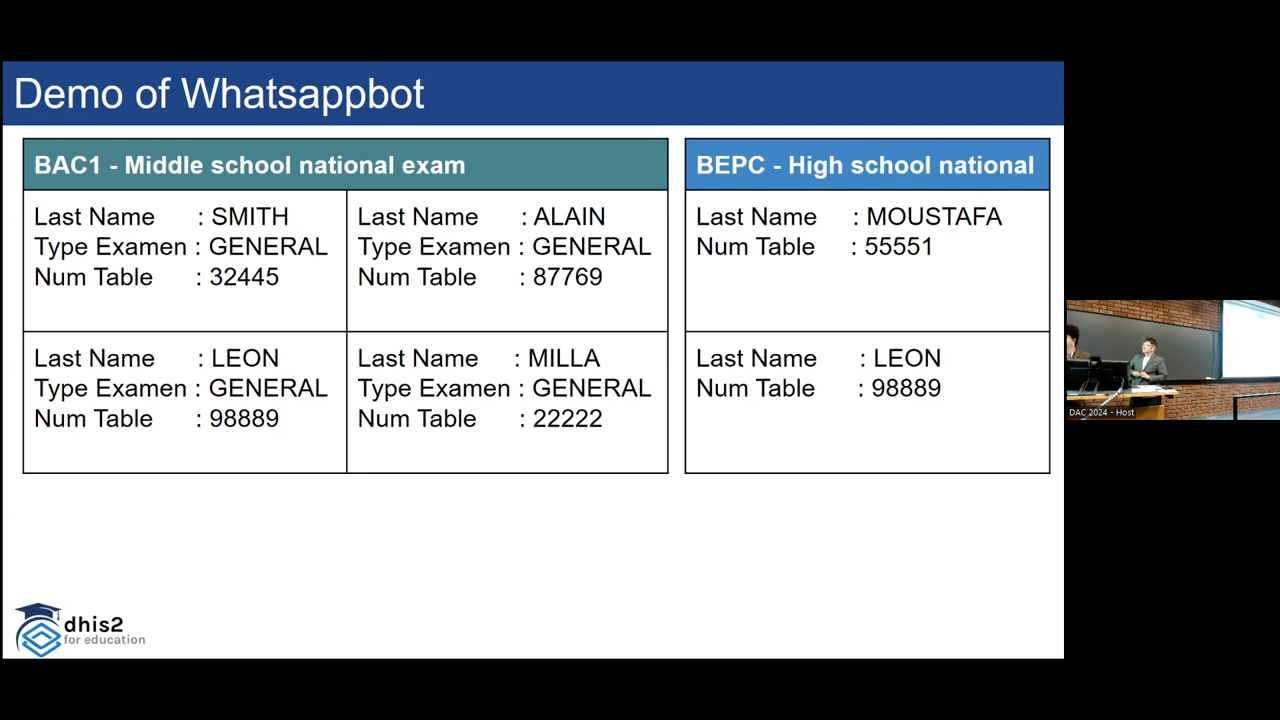 Demo of Whatsappbot
BAC1 - Middle school national exam
Last Name : SMITH
Type Examen : GENERAL
Num Table : 32445
Last Name : ALAIN
Type Examen : GENERAL
Num Table : 87769
Last Name : LEON
Type Examen : GENERAL
Num Table : 98889
Last Name : MILLA
Type Examen : GENERAL
Num Table : 22222
BEPC - High school national
Last Name : MOUSTAFA
Num Table : 55551
Last Name : LEON
Num Table : 98889
dhis2
for education
DAC 2024 - Host